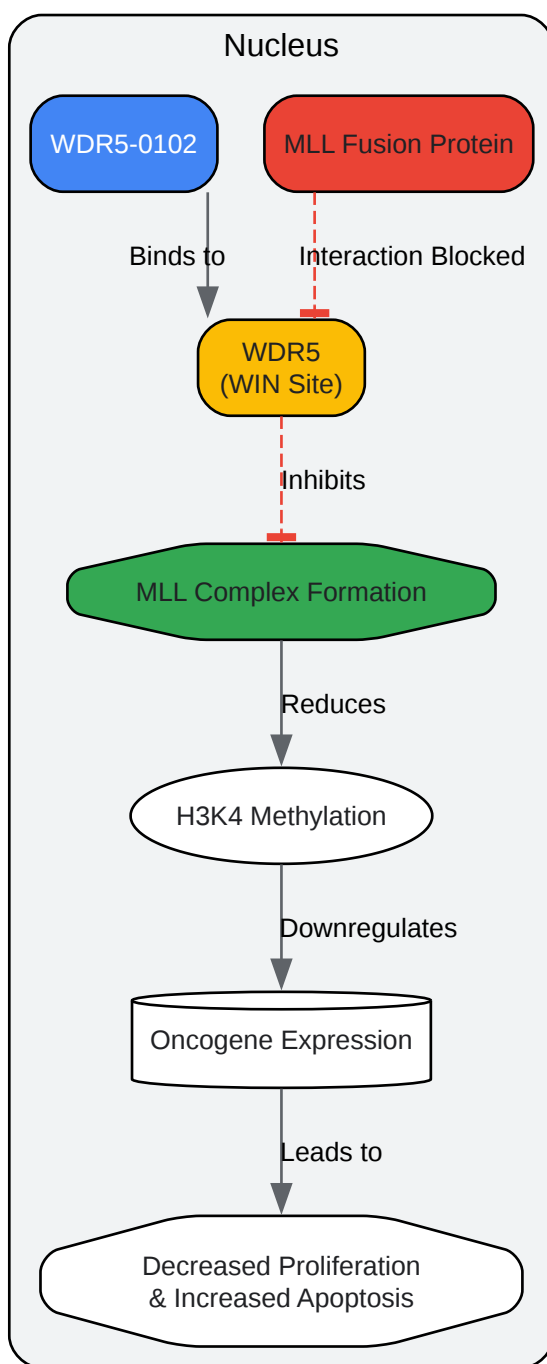 Nucleus
WDR5-0102
MLL Fusion Protein
Binds to
Interaction Blocked
WDR5
(WIN Site)
Inhibits
MLL Complex Formation
Reduces
H3K4 Methylation
Downregulates
Oncogene Expression
Leads to
Decreased Proliferation
& Increased Apoptosis